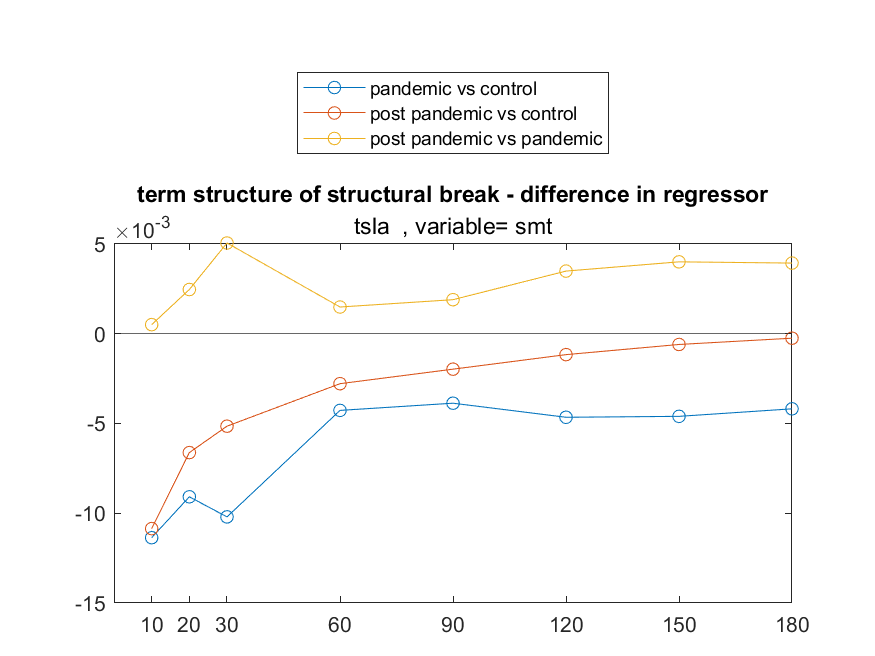 pandemic vs control
post pandemic vs control
post pandemic vs pandemic
term structure of structural break - difference in regressor
tsla  , variable= smt
×10-3
5
0
-5
-10
-15
10 20 30 60 90 120 150 180